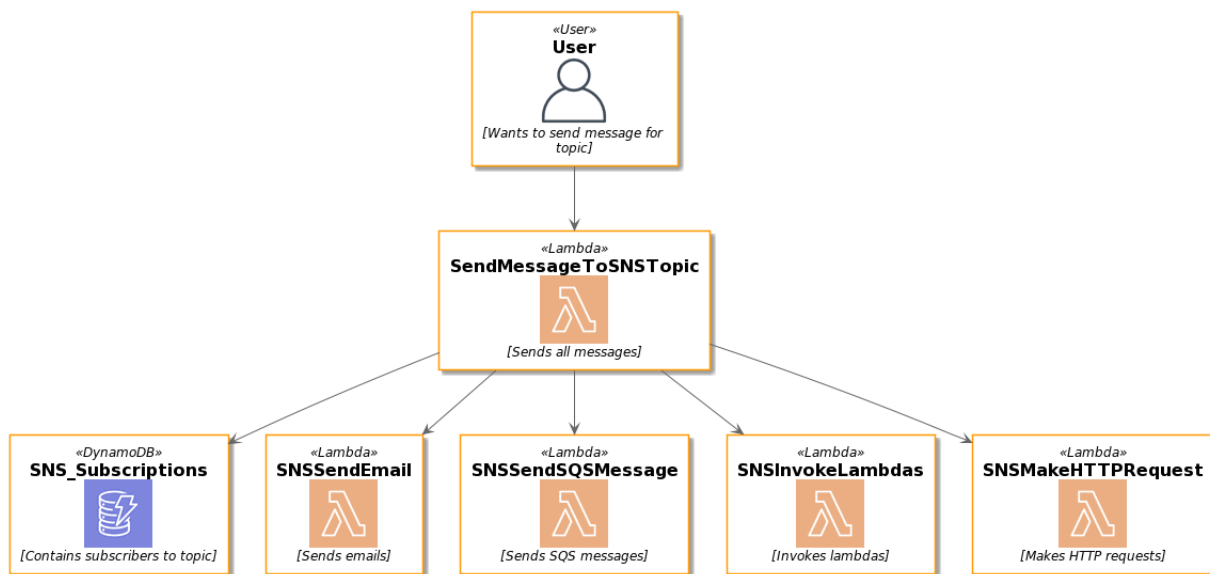 «User»
User
[Wants to send message for
topic]
«Lambda»
SendMessageToSNSTopic
[Sends all messages]
«DynamoDB»
SNS_Subscriptions
[Contains subscribers to topic]
«Lambda»
SNSSendEmail
[Sends emails]
«Lambda»
SNSSendSQSMessage
[Sends SQS messages]
«Lambda»
SNSInvokeLambdas
[Invokes lambdas]
«Lambda»
SNSMakeHTTPRequest
[Makes HTTP requests]